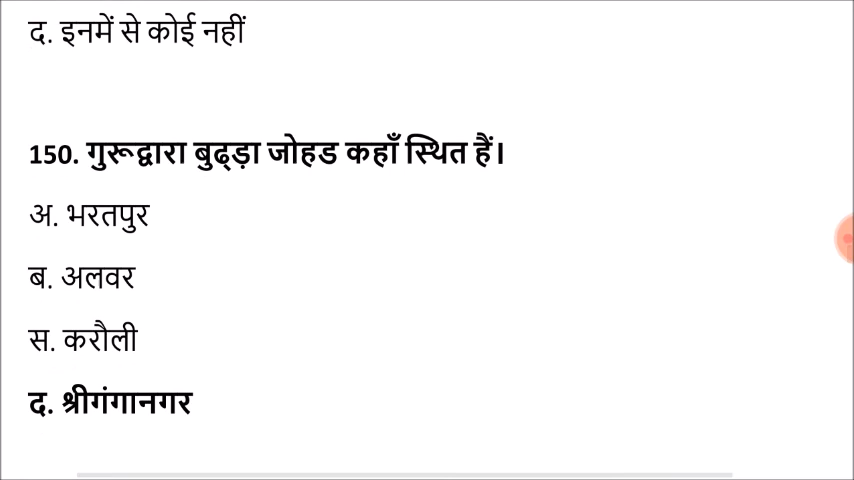 द. इनमें से कोई नहीं
150. गुरूद्वारा बुढ्ड़ा जोहड कहाँ स्थित हैं।
अ. भरतपुर
ब. अलवर
स. करौली
द. श्रीगंगानगर